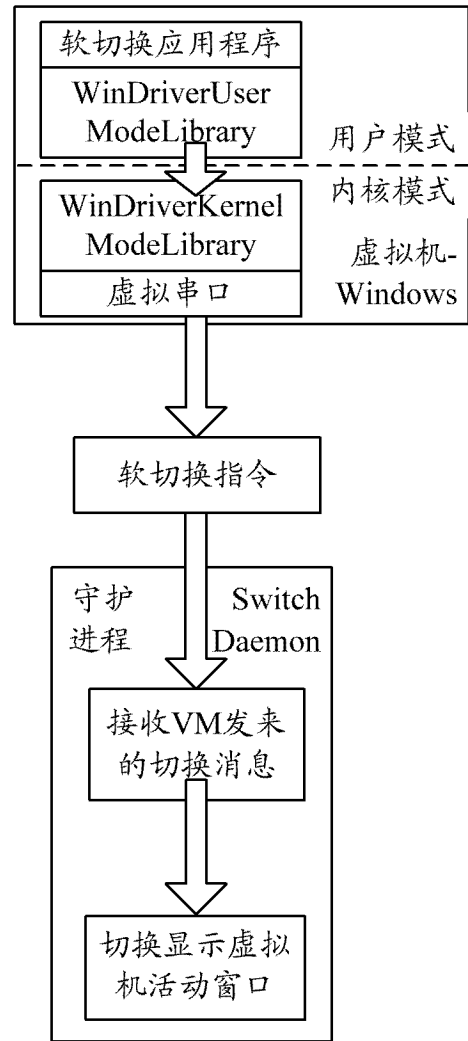 软切换应用程序
WinDriverUser
ModeLibrary
用户模式
内核模式
WinDriverKernel
ModeLibrary
虚拟串口
虚拟机-
Windows
软切换指令
守护
进程
Switch
Daemon
接收VM发来
的切换消息
切换显示虚拟
机活动窗口